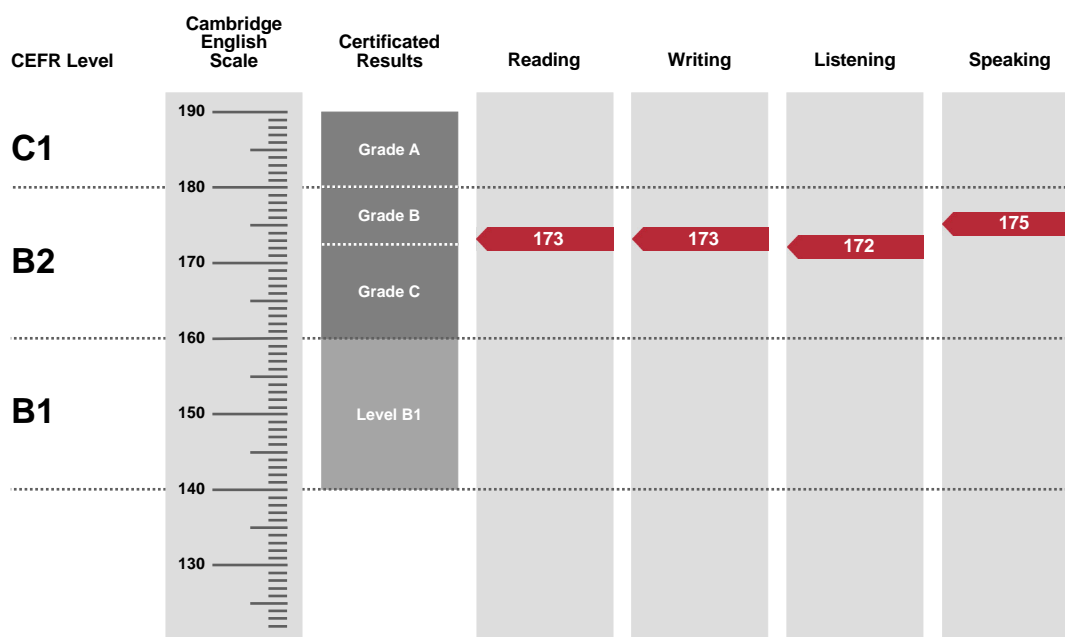 CEFR Level
Cambridge
English
Scale
Certificated
Results
Reading
Writing
Listening
Speaking
C1
B2
B1
190
180
170
160
150
140
130
Grade A
Grade B
Grade C
Level B1
173
173
172
175